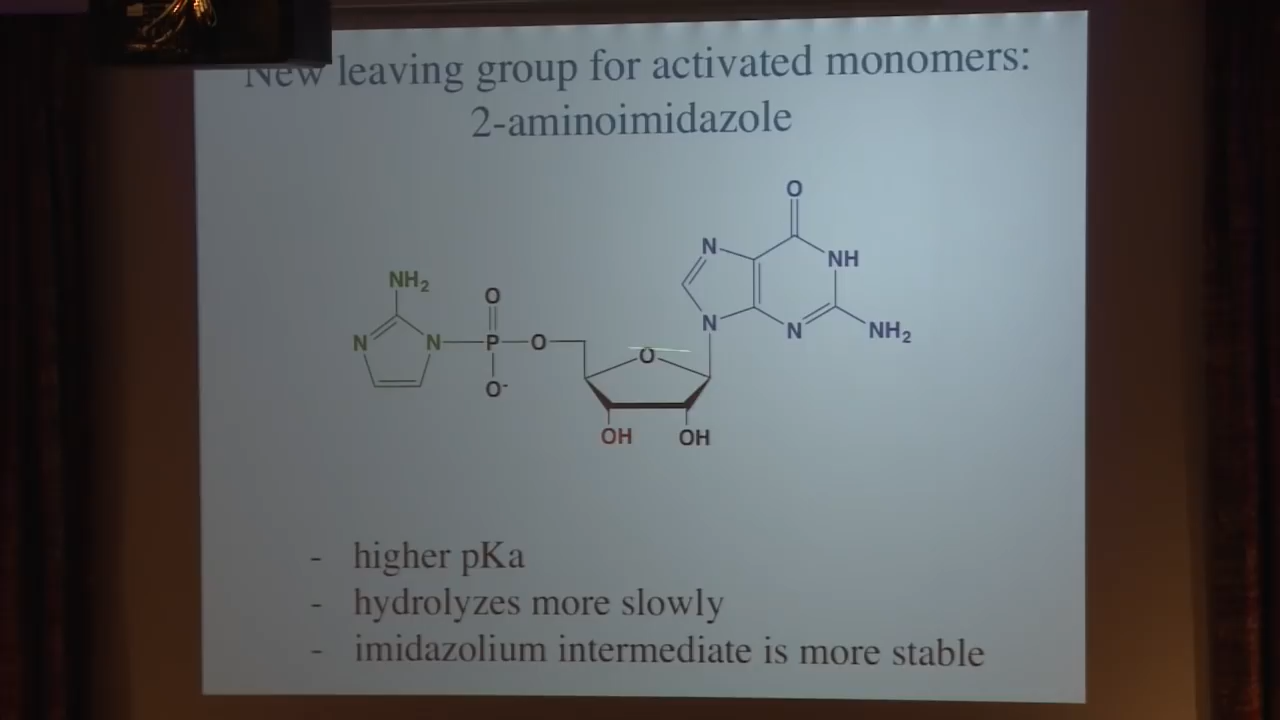 New leaving group for activated monomers:
2-aminoimidazole
O
N
NH
NH2
O
N
N
NH2
N
N
P
O
O
O-
OH
OH
- higher pKa
- hydrolyzes more slowly
- imidazolium intermediate is more stable